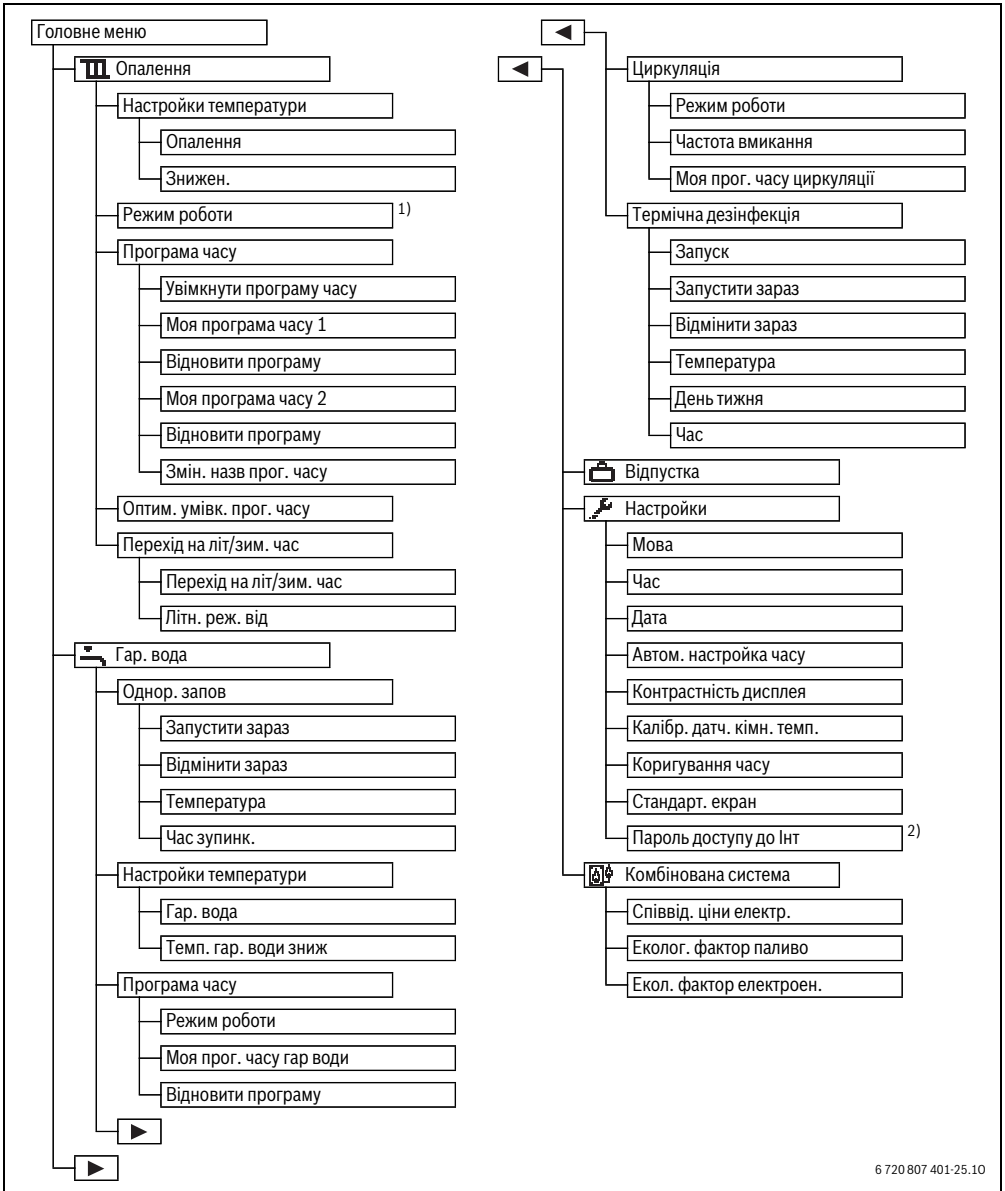 Головне меню
Опалення
Настройки температури
Опалення
Знижен.
Режим роботи 1)
Програма часу
Увімкнути програму часу
Моя програма часу 1
Відновити програму
Моя програма часу 2
Відновити програму
Змін. назв прог. часу
Оптим. умівк. прог. часу
Перехід на літ/зим. час
Перехід на літ/зим. час
Літн. реж. від
Гар. вода
Однор. запов
Запустити зараз
Відмінити зараз
Температура
Час зупинк.
Настройки температури
Гар. вода
Темп. гар. води зниж
Програма часу
Режим роботи
Моя прог. часу гар води
Відновити програму
Циркуляція
Режим роботи
Частота вмикання
Моя прог. часу циркуляції
Термічна дезінфекція
Запуск
Запустити зараз
Відмінити зараз
Температура
День тижня
Час
Відпустка
Настройки
Мова
Час
Дата
Автом. настройка часу
Контрастність дисплея
Калібр. датч. кімн. темп.
Коригування часу
Стандарт. екран
Пароль доступу до Інт 2)
Комбінована система
Співвід. ціни електр.
Еколог. фактор паливо
Екол. фактор електроен.
6 720 807 401-25.1O